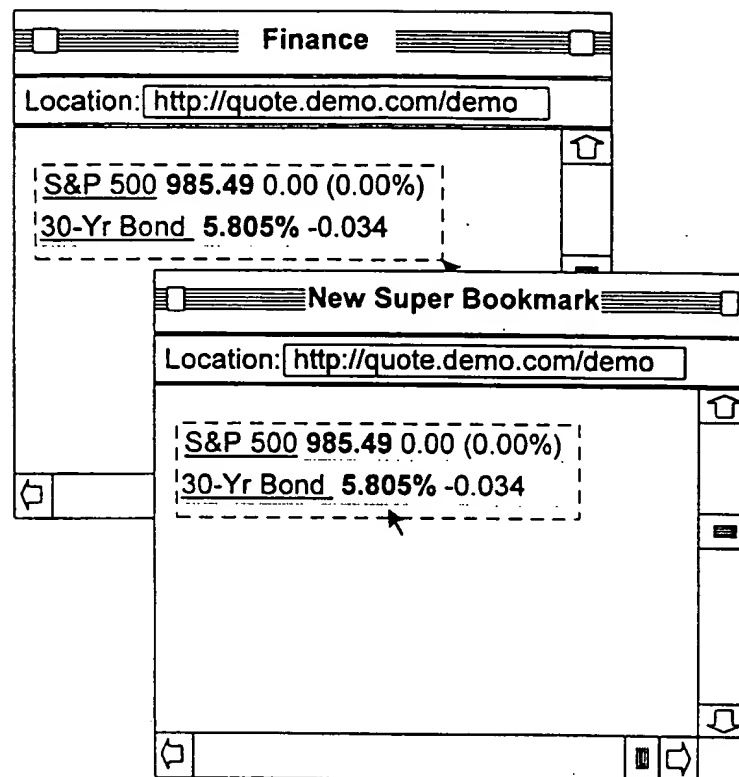 Finance
Location: http://quote.demo.com/demo
S&P 500 985.49 0.00 (0.00%)
30-Yr Bond 5.805% -0.034
New Super Bookmark
Location: http://quote.demo.com/demo
S&P 500 985.49 0.00 (0.00%)
30-Yr Bond 5.805% -0.034